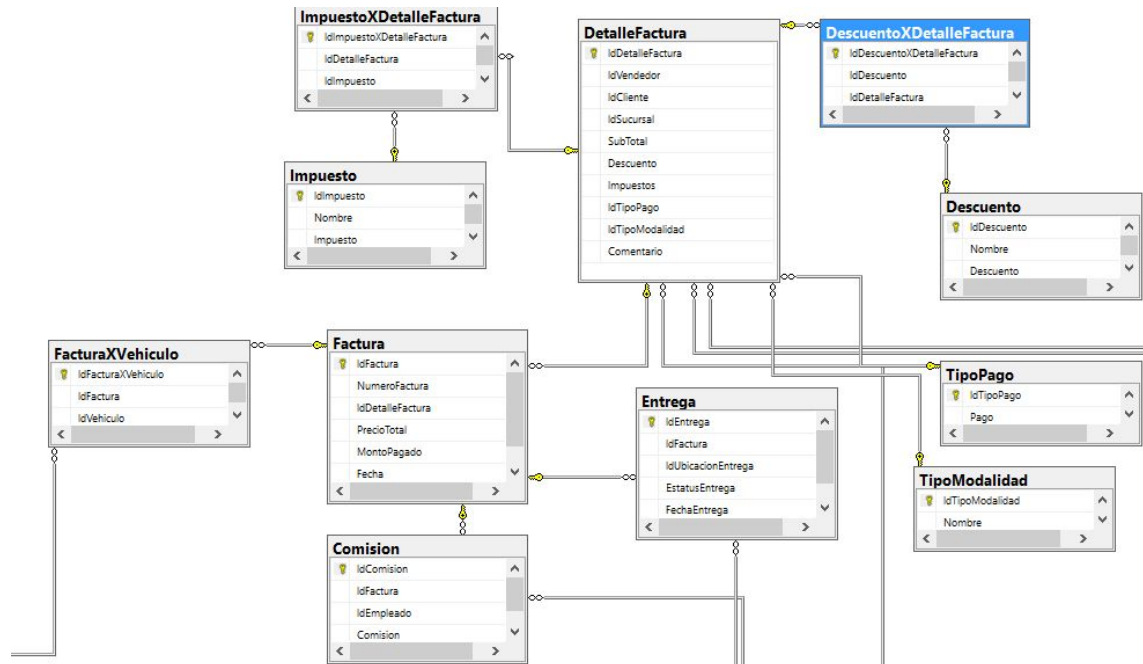 ImpuestoXDetalleFactura
IdImpuestoXDetalleFactura
IdDetalleFactura
IdImpuesto
DetalleFactura
IdDetalleFactura
IdVendedor
IdCliente
IdSucursal
SubTotal
Descuento
Impuestos
IdTipoPago
IdTipoModalidad
Comentario
DescuentoXDetalleFactura
IdDescuentoXDetalleFactura
IdDescuento
IdDetalleFactura
Impuesto
IdImpuesto
Nombre
Impuesto
Descuento
IdDescuento
Nombre
Descuento
FacturaXVehiculo
IdFacturaXVehiculo
IdFactura
IdVehiculo
Factura
IdFactura
NumeroFactura
IdDetalleFactura
PrecioTotal
MontoPagado
Fecha
Entrega
IdEntrega
IdFactura
IdUbicacionEntrega
EstatusEntrega
FechaEntrega
TipoPago
IdTipoPago
Pago
TipoModalidad
IdTipoModalidad
Nombre
Comision
IdComision
IdFactura
IdEmpleado
Comision